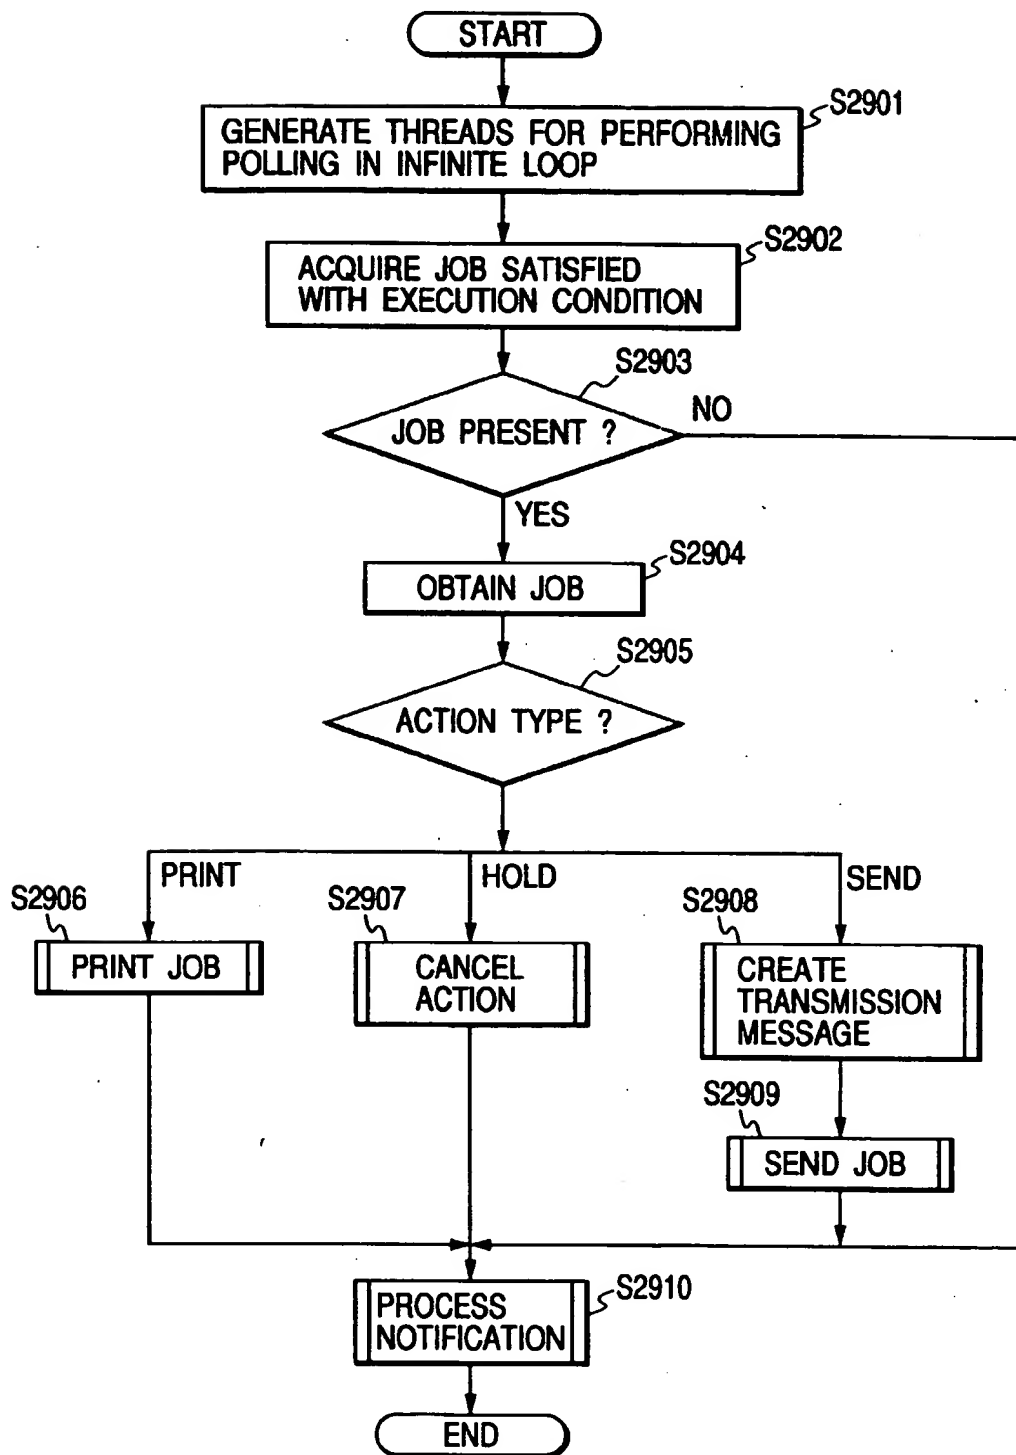 START
S2901
GENERATE THREADS FOR PERFORMING
POLLING IN INFINITE LOOP
S2902
ACQUIRE JOB SATISFIED
WITH EXECUTION CONDITION
S2903
JOB PRESENT ?
NO
YES
S2904
OBTAIN JOB
S2905
ACTION TYPE ?
PRINT
HOLD
SEND
S2906
PRINT JOB
S2907
CANCEL
ACTION
S2908
CREATE
TRANSMISSION
MESSAGE
S2909
SEND JOB
S2910
PROCESS
NOTIFICATION
END